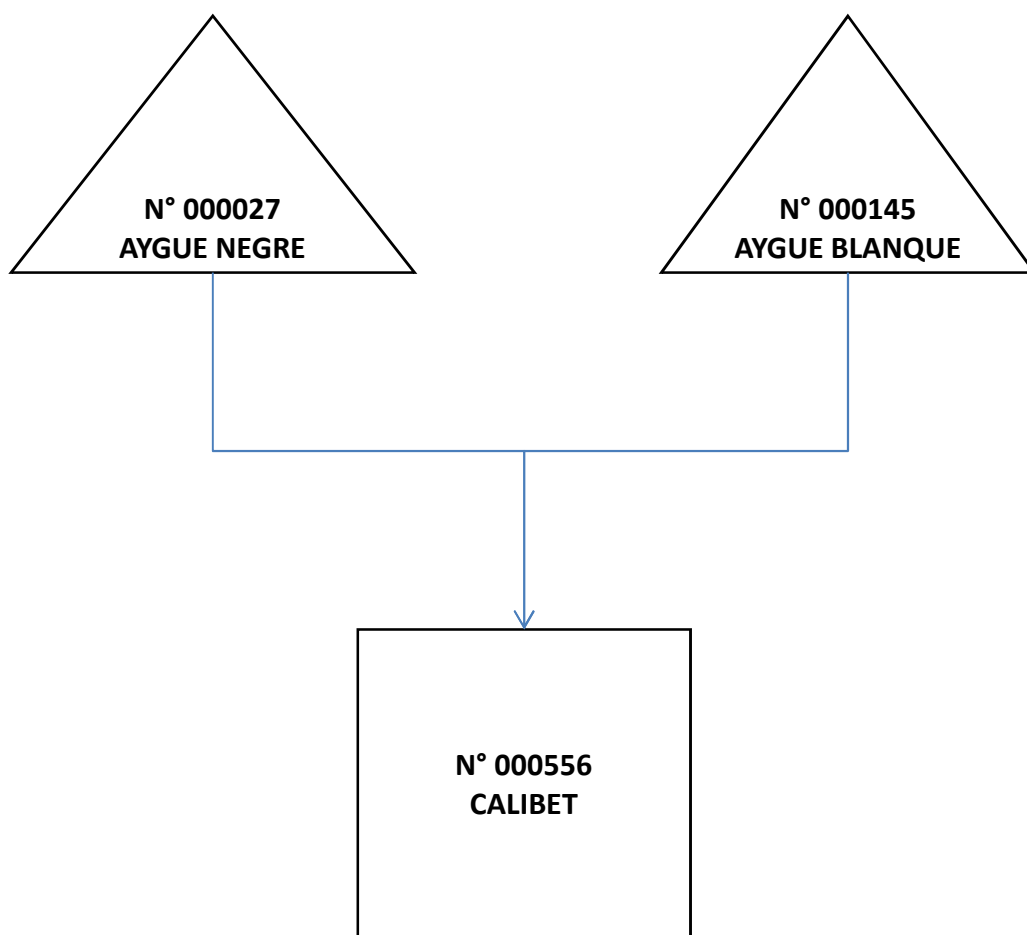 N° 000027
AYGUE NEGRE
N° 000145
AYGUE BLANQUE
N° 000556
CALIBET